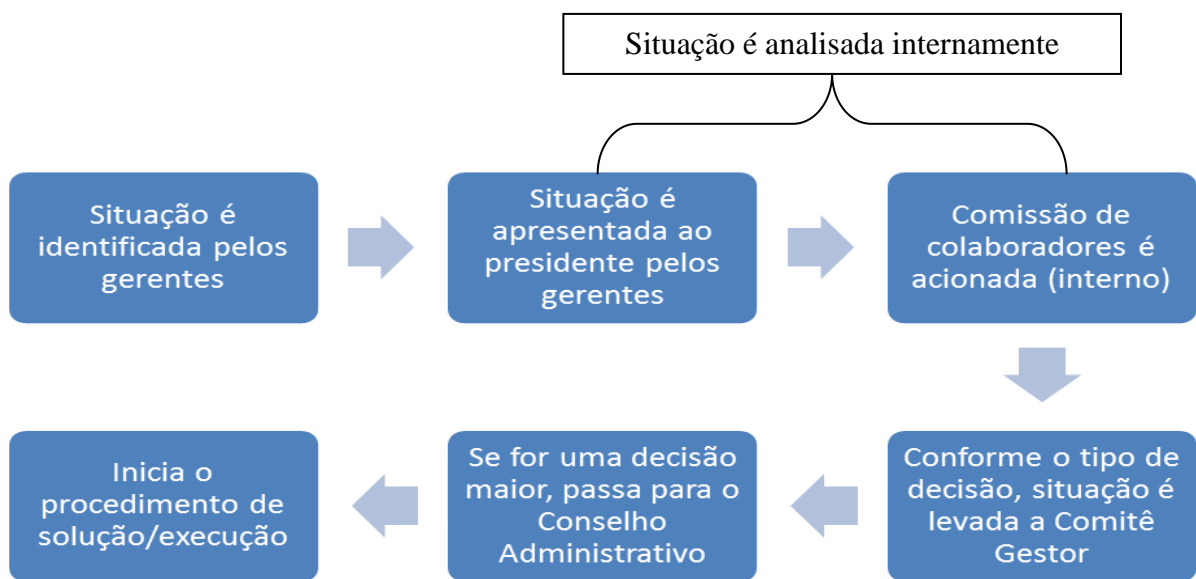 Situação é analisada internamente
Situação é
identificada pelos
gerentes
Situação é
apresentada ao
presidente pelos
gerentes
Comissão de
colaboradores é
acionada (interno)
Conforme o tipo de
decisão, situação é
levada a Comitê
Gestor
Se for uma decisão
maior, passa para o
Conselho
Administrativo
Inicia o
procedimento de
solução/execução